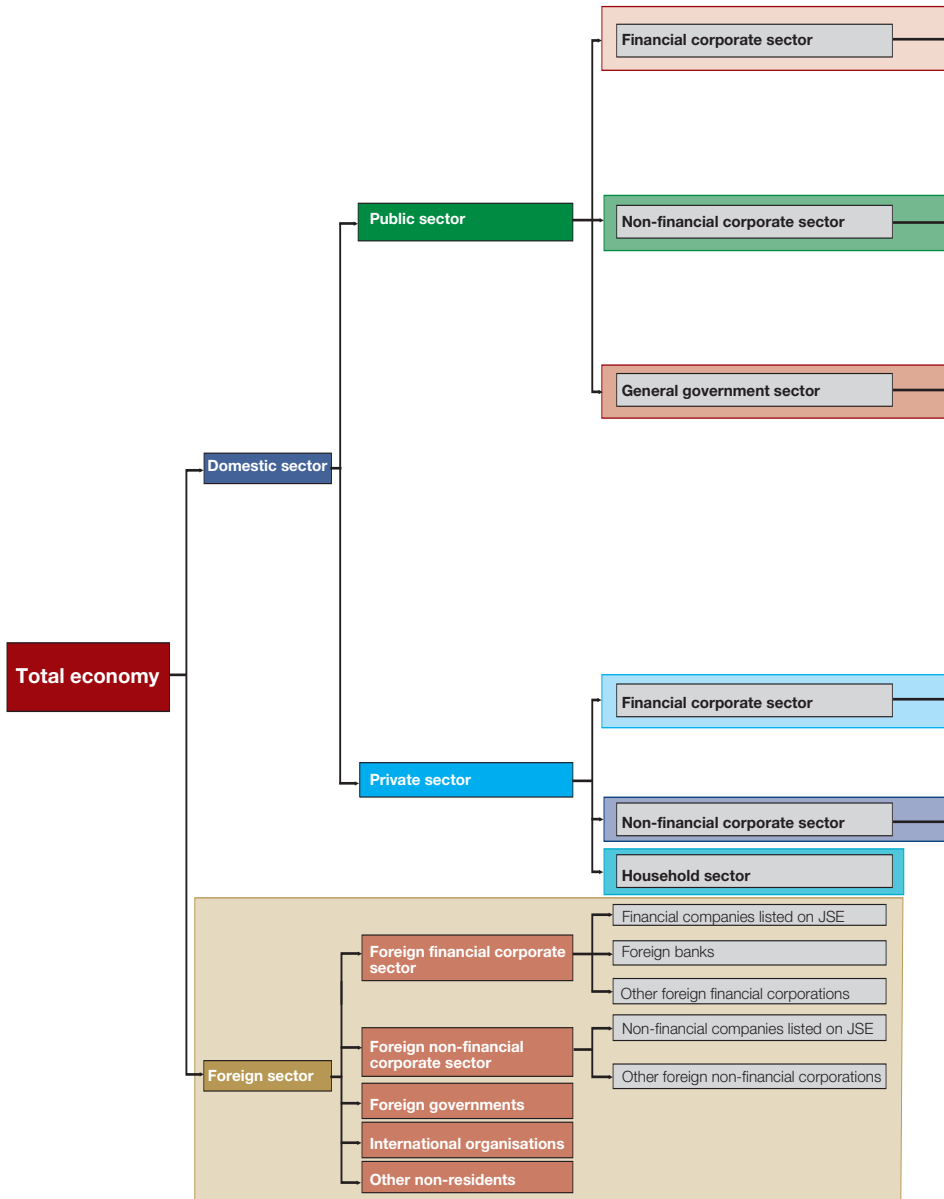 Financial corporate sector
Public sector
Non-financial corporate sector
General government sector
Domestic sector
Total economy
Financial corporate sector
Private sector
Non-financial corporate sector
Household sector
Foreign sector
Foreign financial corporate
sector
Financial companies listed on JSE
Foreign banks
Other foreign financial corporations
Foreign non-financial
corporate sector
Non-financial companies listed on JSE
Other foreign non-financial corporations
Foreign governments
International organisations
Other non-residents